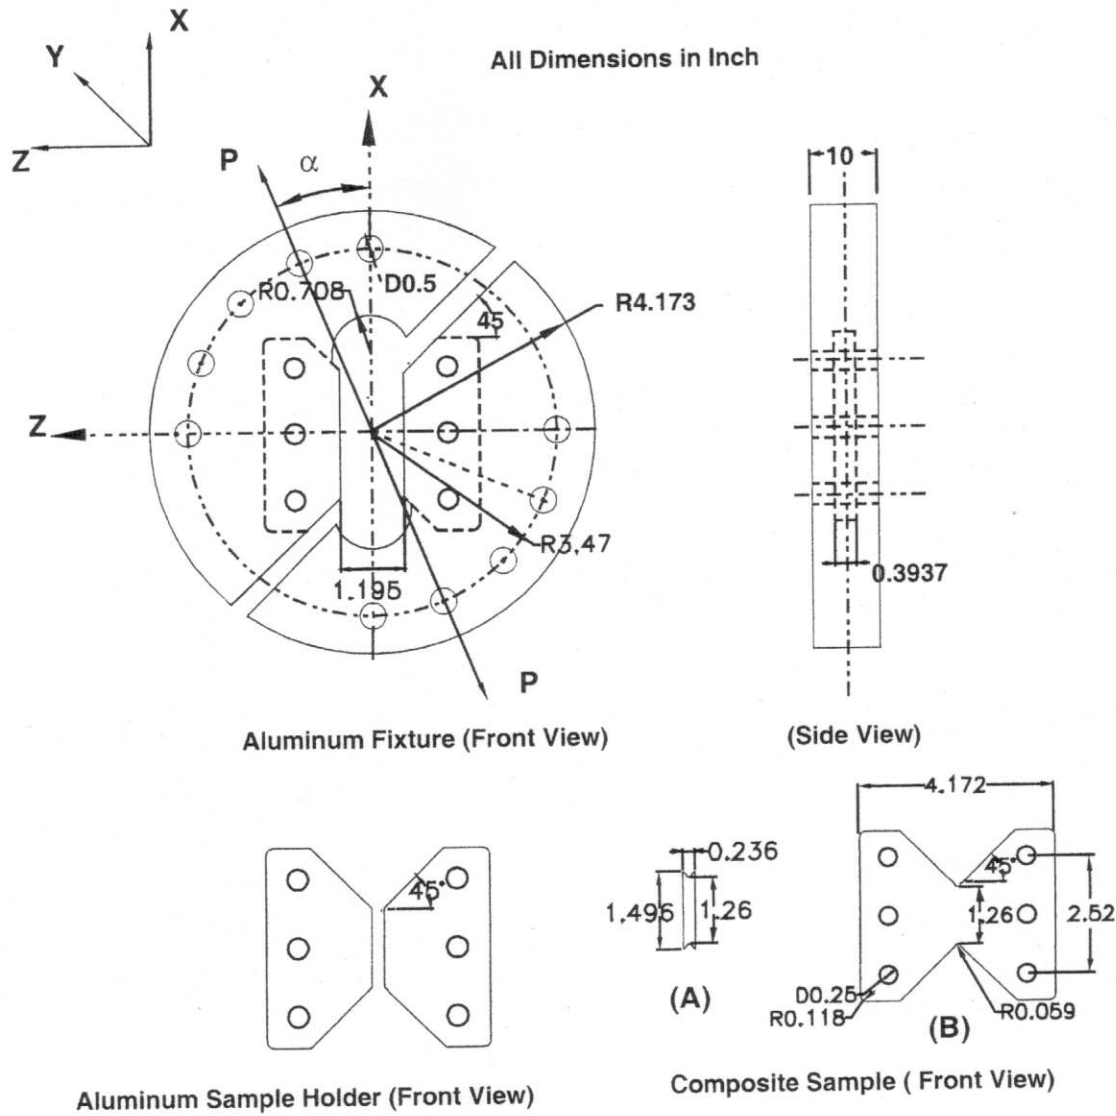 X
Y
Z
All Dimensions in Inch
X
P
α
10
D0.5
R0.708
45
R4.173
Z
R3.47
1.195
0.3937
P
Aluminum Fixture (Front View)
(Side View)
4.172
0.236
45°
45°
1.496
1.26
1.26
2.52
(A)
D0.25
R0.118
(B)
R0.059
Aluminum Sample Holder (Front View)
Composite Sample ( Front View)